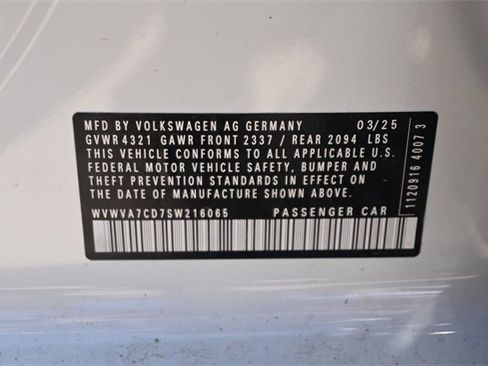 MFD BY VOLKSWAGEN AG GERMANY 03/25
GVWR 4321 GAWR FRONT 2337 / REAR 2094 LBS
THIS VEHICLE CONFORMS TO ALL APPLICABLE U.S.
FEDERAL MOTOR VEHICLE SAFETY, BUMPER AND
THEFT PREVENTION STANDARDS IN EFFECT ON THE
DATE OF MANUFACTURE SHOWN ABOVE.
WVWVA7CD7SW216065 PASSENGER CAR
1120916 4007 3